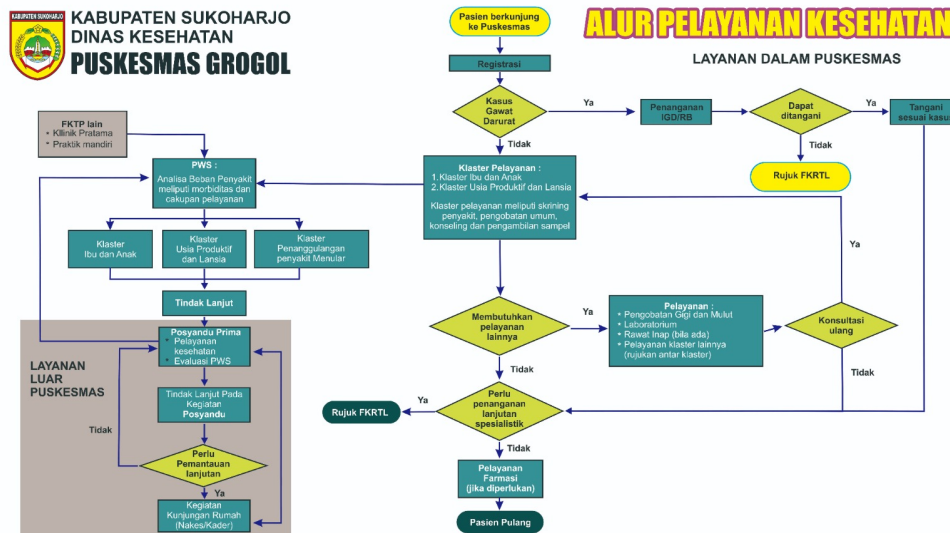 KABUPATEN SUKOHARJO
KABUPATEN SUKOHARJO
DINAS KESEHATAN
PUSKESMAS GROGOL
ALUR PELAYANAN KESEHATAN
LAYANAN DALAM PUSKESMAS
Pasien berkunjung
ke Puskesmas
Registrasi
Kasus
Gawat
Darurat
Ya
Penanganan
IGD/RB
Dapat
ditangani
Ya
Tangani
sesuai kasus
Tidak
Tidak
Rujuk FKRTL
Klaster Pelayanan :
1. Klaster Ibu dan Anak
2. Klaster Usia Produktif dan Lansia
Klaster pelayanan meliputi skrining
penyakit, pengobatan umum,
konseling dan pengambilan sampel
Ya
Membutuhkan
pelayanan
lainnya
Ya
Pelayanan :
• Pengobatan Gigi dan Mulut
• Laboratorium
• Rawat Inap (bila ada)
• Pelayanan klaster lainnya
(rujukan antar klaster)
Konsultasi
ulang
Tidak
Tidak
Perlu
penanganan
lanjutan
spesialistik
Ya
Rujuk FKRTL
Tidak
Pelayanan
Farmasi
(jika diperlukan)
Pasien Pulang
FKTP lain
• Kllinik Pratama
• Praktik mandiri
PWS :
Analisa Beban Penyakit
meliputi morbiditas dan
cakupan pelayanan
Klaster
Ibu dan Anak
Klaster
Usia Produktif
dan Lansia
Klaster
Penanggulangan
penyakit Menular
Tindak Lanjut
LAYANAN
LUAR
PUSKESMAS
Posyandu Prima
• Pelayanan
kesehatan
• Evaluasi PWS
Tindak Lanjut Pada
Kegiatan
Posyandu
Tidak
Perlu
Pemantauan
lanjutan
Ya
Kegiatan
Kunjungan Rumah
(Nakes/Kader)